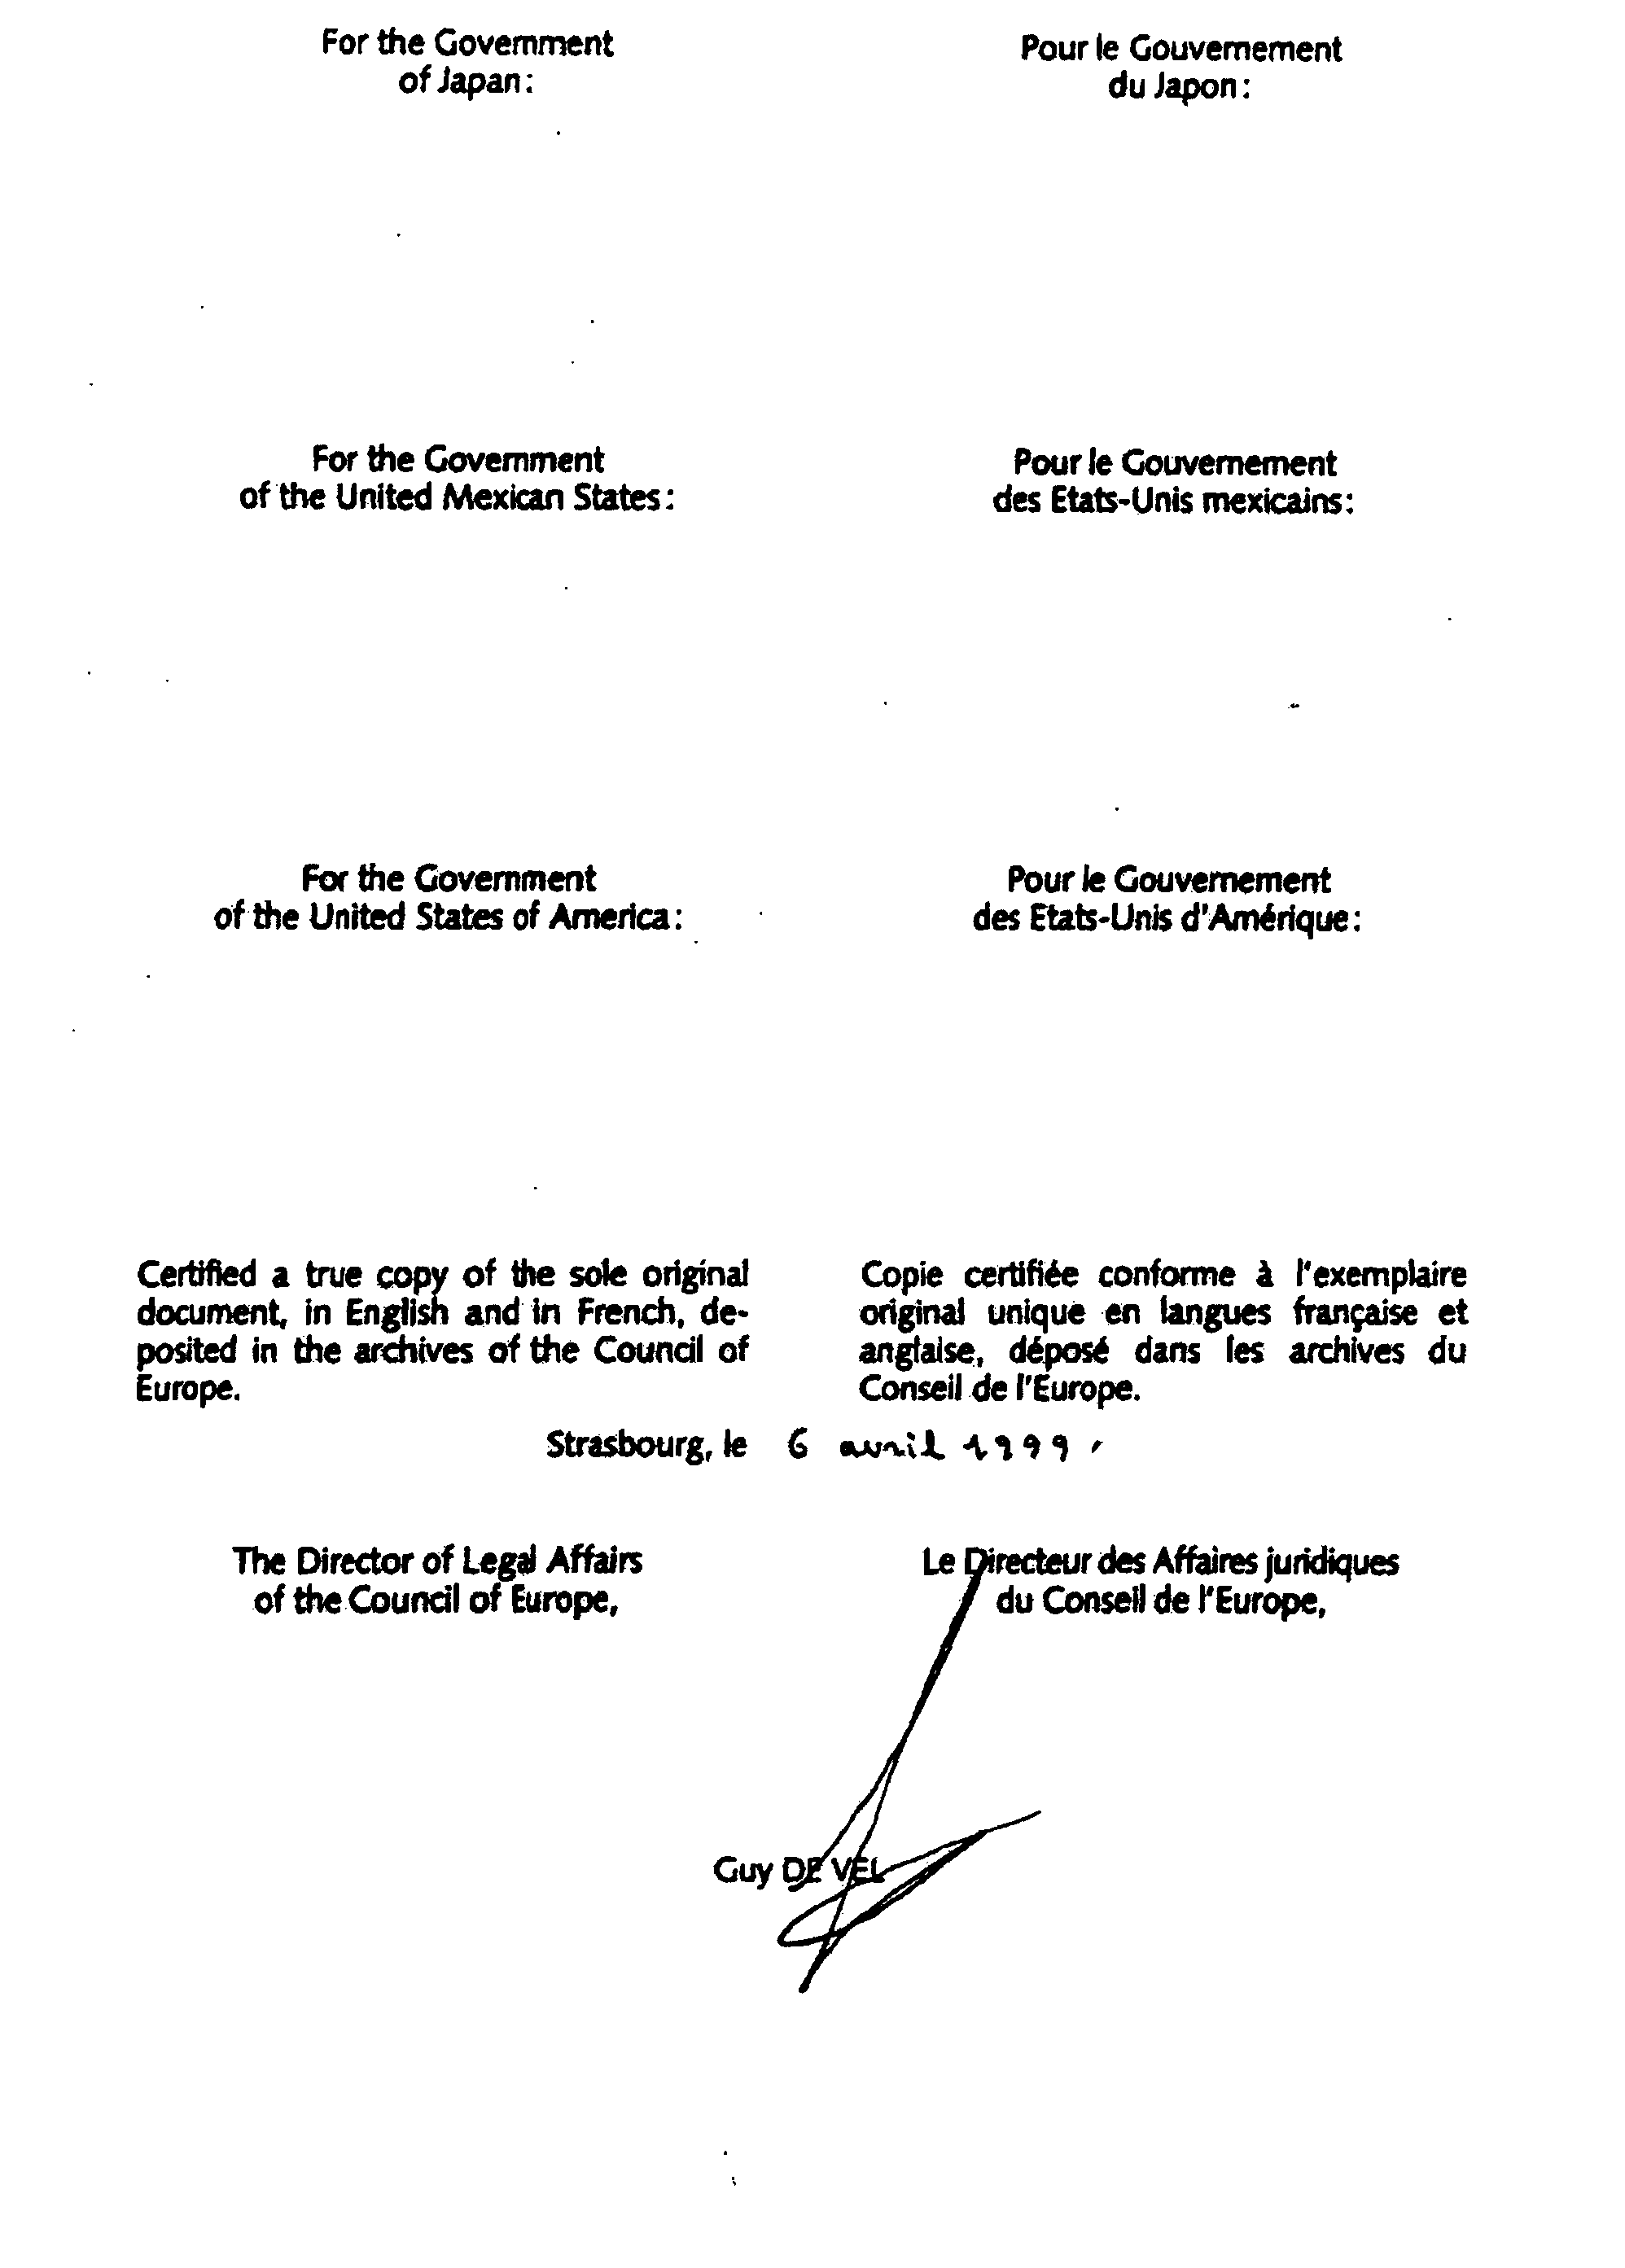 For the Government
of Japan:
Pour le Gouvernement
du Japon:
For the Government
of the United Mexican States:
Pour le Gouvernement
des Etats-Unis mexicains:
For the Government
of the United States of America:
Pour le Gouvernement
des Etats-Unis d'Amérique:
Certified a true copy of the sole original
document, in English and in French, de-
posited in the archives of the Council of
Europe.
Copie certifiée conforme à l'exemplaire
original unique en langues française et
anglaise, déposé dans les archives du
Conseil de l'Europe.
Strasbourg, le 6 avril 1999
The Director of Legal Affairs
of the Council of Europe,
Le Directeur des Affaires juridiques
du Conseil de l'Europe,
Guy DE VEL